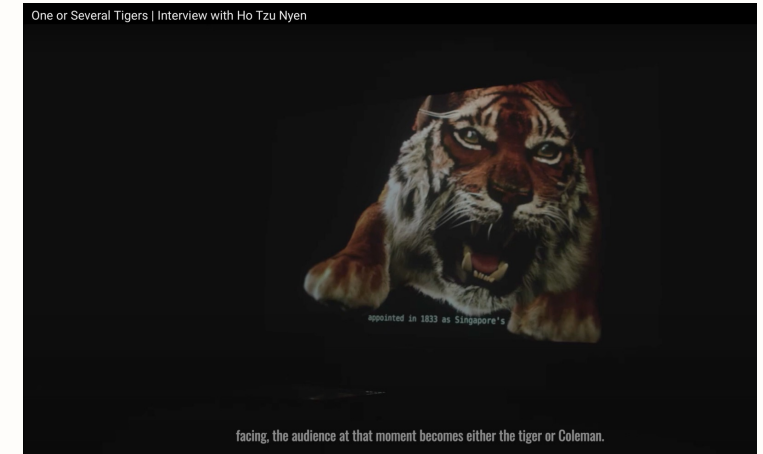 One or Several Tigers | Interview with Ho Tzu Nyen
appointed in 1833 as Singapore's
facing, the audience at that moment becomes either the tiger or Coleman.